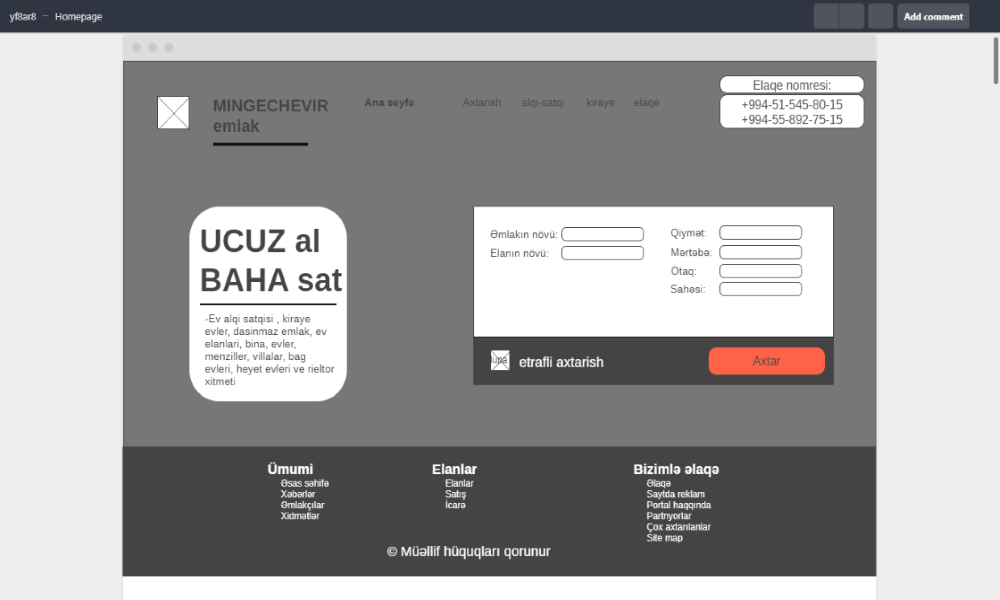 yf8ar8 – Homepage
Add comment
MINGECHEVIR
emlak
Ana seyfe
Axtarish
alqi-satqi
kiraye
elaqe
Elaqe nomresi:
+994-51-545-80-15
+994-55-892-75-15
UCUZ al
BAHA sat
-Ev alqi satqisi , kiraye
evler, dasinmaz emlak, ev
elanlari, bina, evler,
menziller, villalar, bag
evleri, heyet evleri ve rieltor
xitmeti
Əmlakın növü:
Elanın növü:
Qiymət:
Mərtəbə:
Otaq:
Sahəsi:
lupa
etrafli axtarish
Axtar
Ümumi
Əsas səhifə
Xəbərlər
Əmlakçılar
Xidmətlər
Elanlar
Elanlar
Satış
İcarə
Bizimlə əlaqə
Əlaqə
Saytda reklam
Portal haqqında
Partnyorlar
Çox axtarılanlar
Site map
© Müəllif hüquqları qorunur